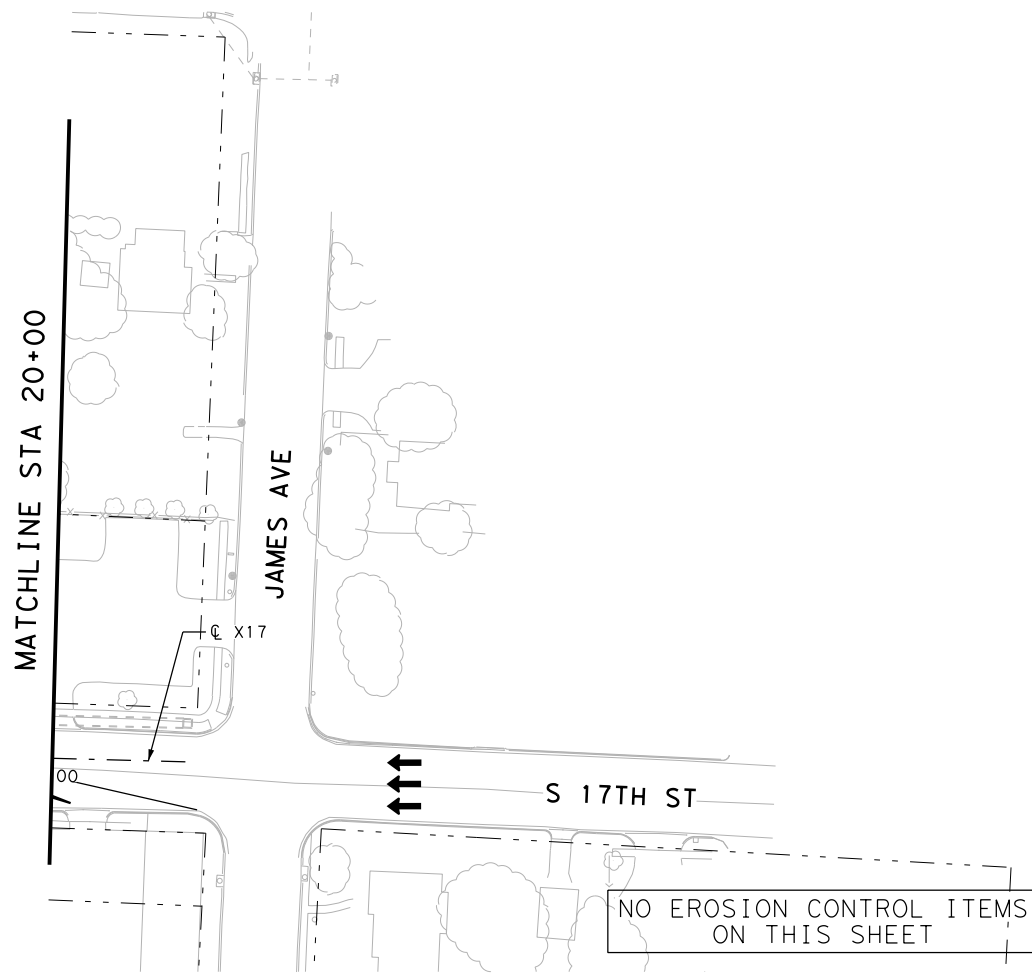 MATCHLINE STA 20+00
JAMES AVE
℄ X17
00
S 17TH ST
NO EROSION CONTROL ITEMS
ON THIS SHEET